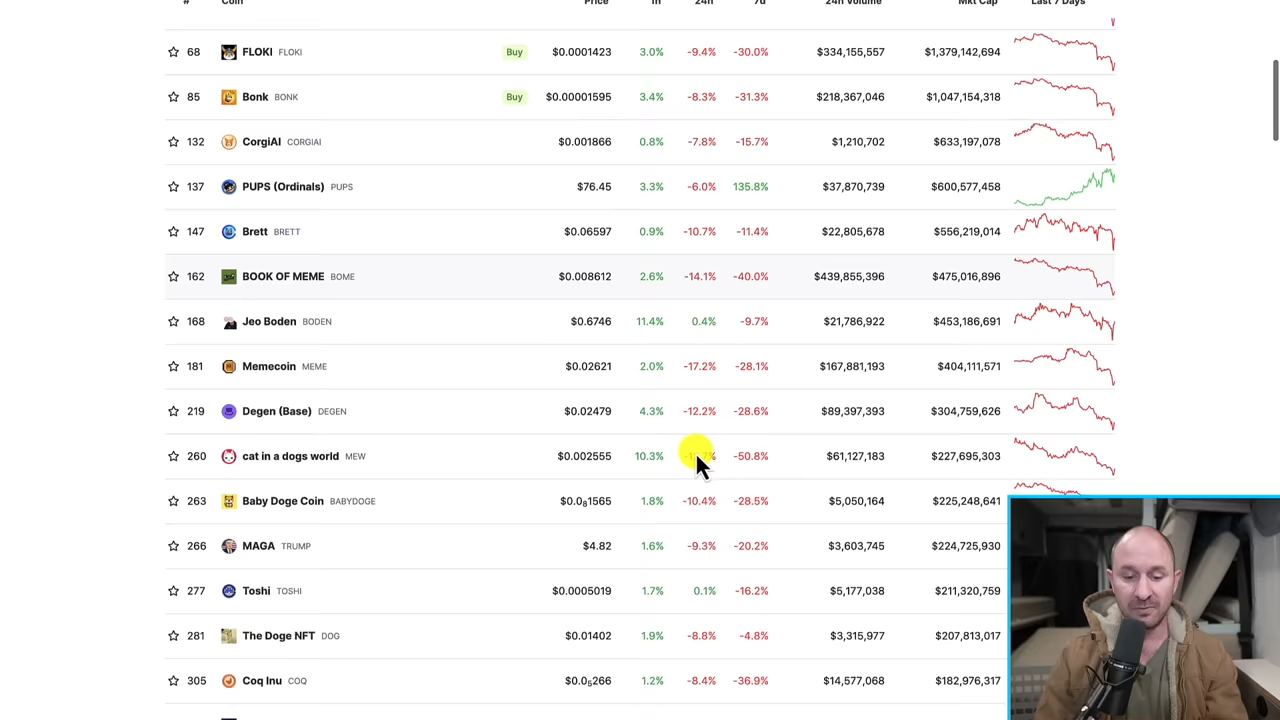 # Coin Price 1h 24h 7d 24h Volume Mkt Cap Last 7 Days
68 FLOKI FLOKI Buy $0.0001423 3.0% -9.4% -30.0% $334,155,557 $1,379,142,694
85 Bonk BONK Buy $0.00001595 3.4% -8.3% -31.3% $218,367,046 $1,047,154,318
132 CorgiAI CORGIAI $0.001866 0.8% -7.8% -15.7% $1,210,702 $633,197,078
137 PUPS (Ordinals) PUPS $76.45 3.3% -6.0% 135.8% $37,870,739 $600,577,458
147 Brett BRETT $0.06597 0.9% -10.7% -11.4% $22,805,678 $556,219,014
162 BOOK OF MEME BOME $0.008612 2.6% -14.1% -40.0% $439,855,396 $475,016,896
168 Jeo Boden BODEN $0.6746 11.4% 0.4% -9.7% $21,786,922 $453,186,691
181 Memecoin MEME $0.02621 2.0% -17.2% -28.1% $167,881,193 $404,111,571
219 Degen (Base) DEGEN $0.02479 4.3% -12.2% -28.6% $89,397,393 $304,759,626
260 cat in a dogs world MEW $0.002555 10.3% -50.8% $61,127,183 $227,695,303
263 Baby Doge Coin BABYDOGE $0.0₈1565 1.8% -10.4% -28.5% $5,050,164 $225,248,641
266 MAGA TRUMP $4.82 1.6% -9.3% -20.2% $3,603,745 $224,725,930
277 Toshi TOSHI $0.0005019 1.7% 0.1% -16.2% $5,177,038 $211,320,759
281 The Doge NFT DOG $0.01402 1.9% -8.8% -4.8% $3,315,977 $207,813,017
305 Coq Inu COQ $0.0₅266 1.2% -8.4% -36.9% $14,577,068 $182,976,317